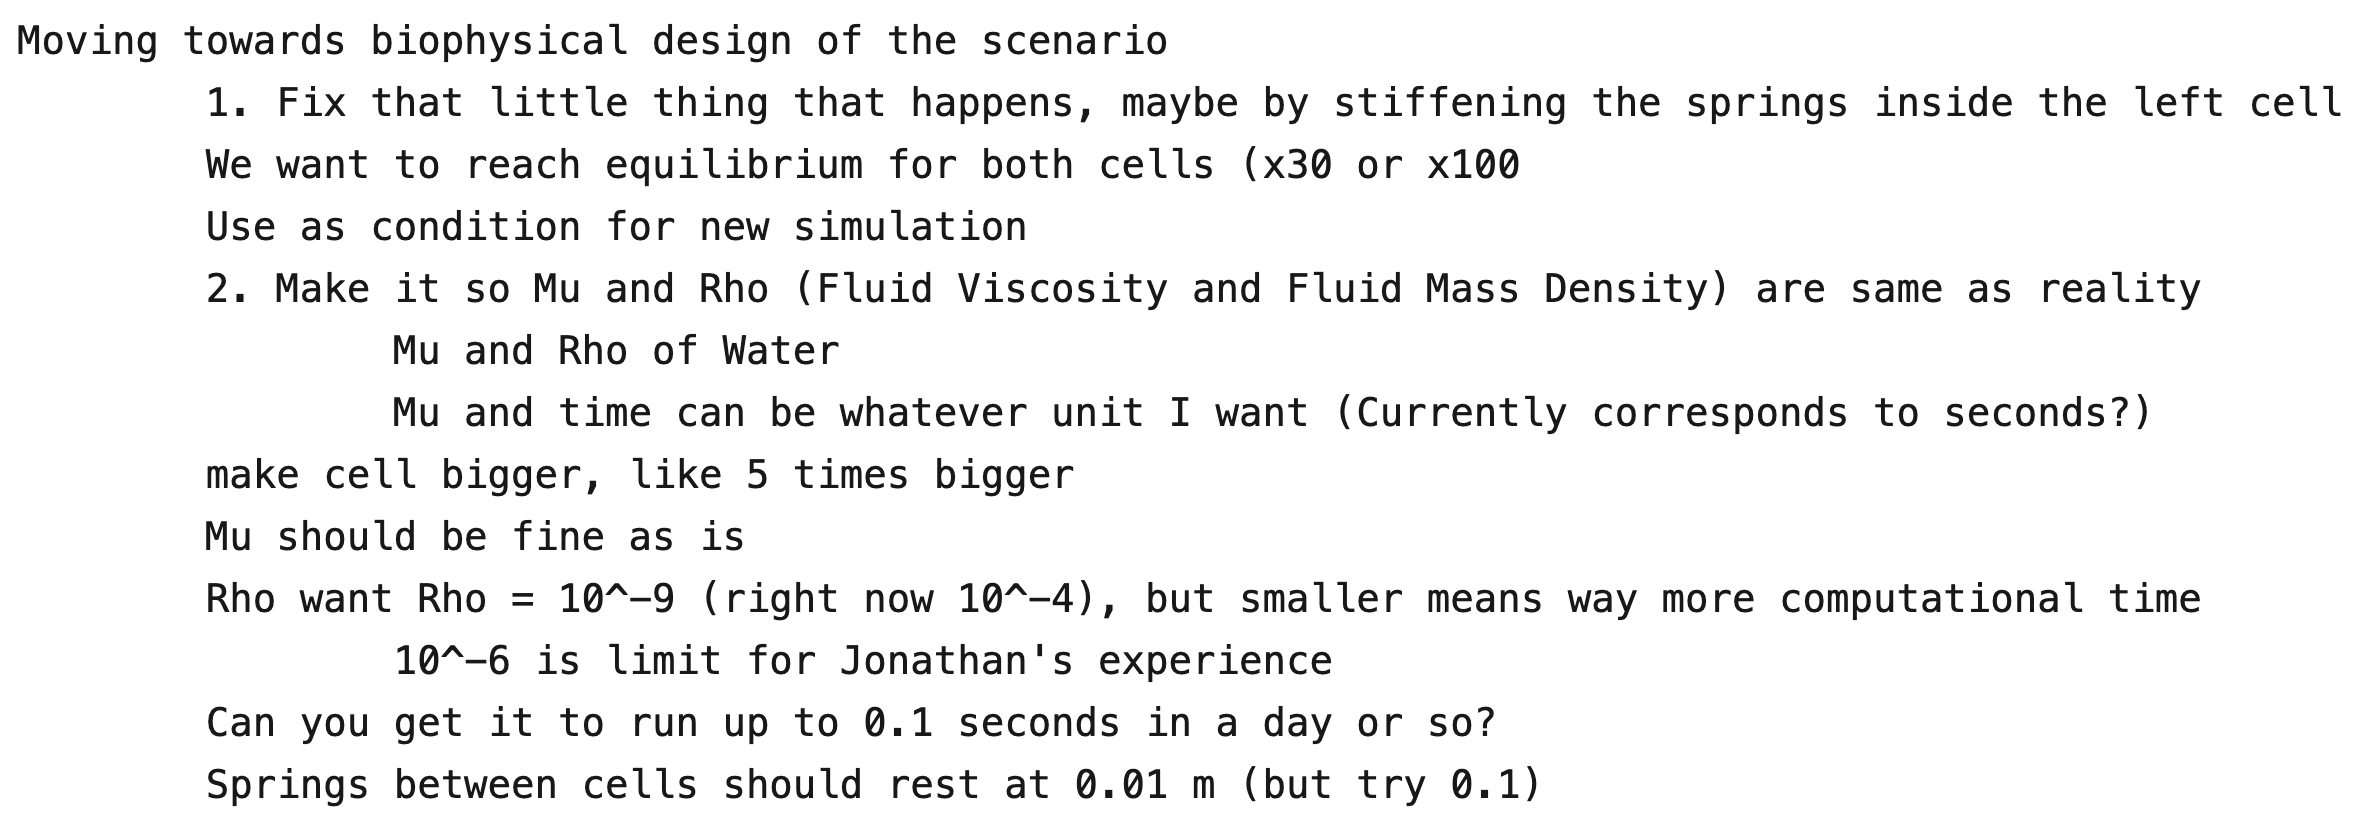 Moving towards biophysical design of the scenario
1. Fix that little thing that happens, maybe by stiffening the springs inside the left cell
We want to reach equilibrium for both cells (x30 or x100
Use as condition for new simulation
2. Make it so Mu and Rho (Fluid Viscosity and Fluid Mass Density) are same as reality
Mu and Rho of Water
Mu and time can be whatever unit I want (Currently corresponds to seconds?)
make cell bigger, like 5 times bigger
Mu should be fine as is
Rho want Rho = 10^-9 (right now 10^-4), but smaller means way more computational time
10^-6 is limit for Jonathan's experience
Can you get it to run up to 0.1 seconds in a day or so?
Springs between cells should rest at 0.01 m (but try 0.1)